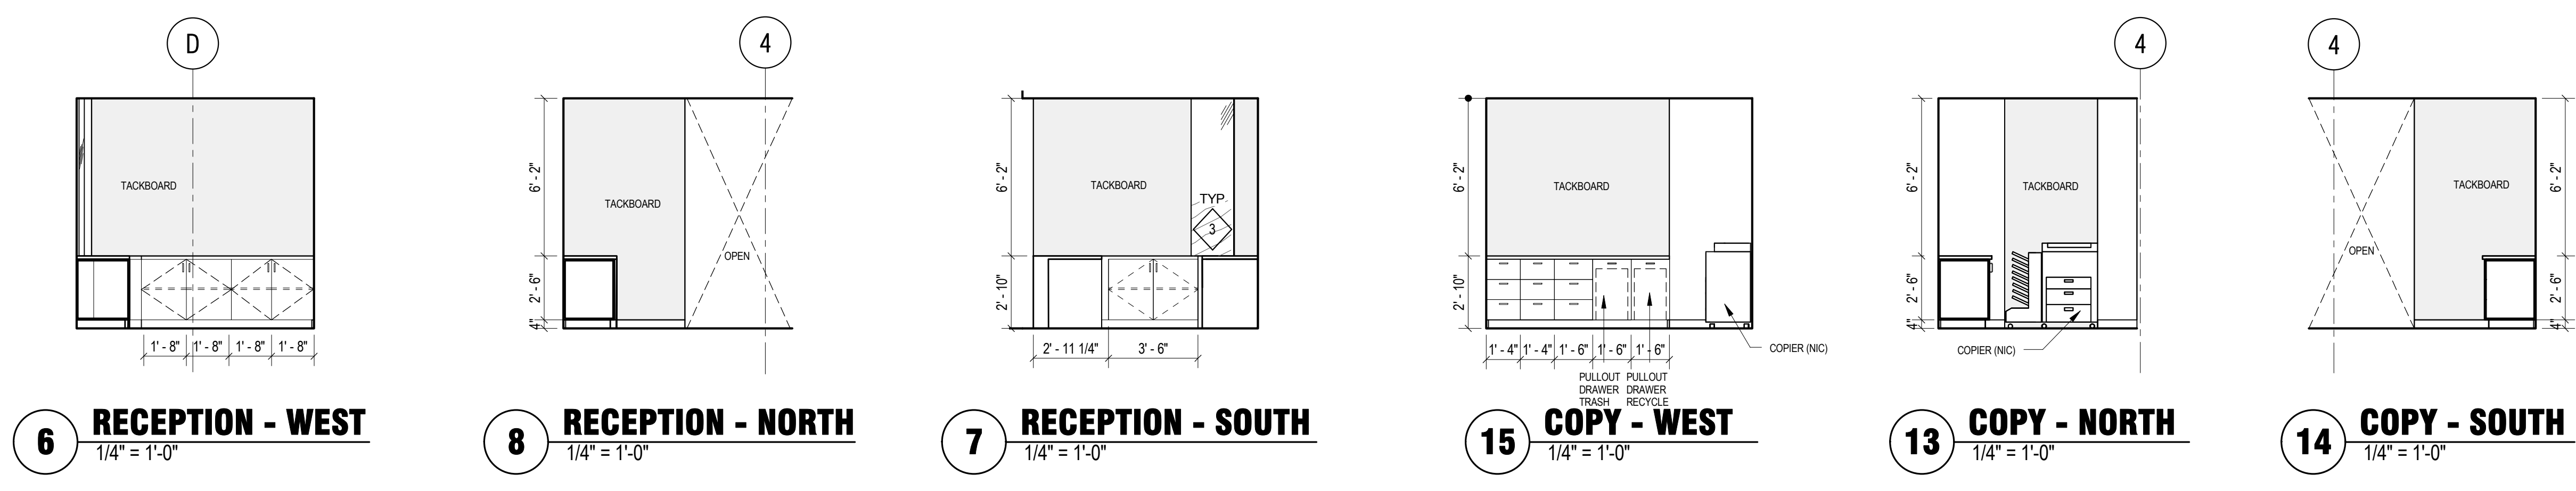 D
TACKBOARD
1' - 8" 1' - 8" 1' - 8" 1' - 8"
6 RECEPTION - WEST
1/4" = 1'-0"
4
6' - 2"
TACKBOARD
OPEN
2' - 6"
4"
8 RECEPTION - NORTH
1/4" = 1'-0"
6' - 2"
TACKBOARD
TYP
3
2' - 10"
2' - 11 1/4" 3' - 6"
7 RECEPTION - SOUTH
1/4" = 1'-0"
6' - 2"
TACKBOARD
2' - 10"
1' - 4" 1' - 4" 1' - 6" 1' - 6" 1' - 6"
COPIER (NIC)
PULLOUT
DRAWER
TRASH
PULLOUT
DRAWER
RECYCLE
15 COPY - WEST
1/4" = 1'-0"
4
6' - 2"
TACKBOARD
2' - 6"
4"
COPIER (NIC)
13 COPY - NORTH
1/4" = 1'-0"
4
TACKBOARD
6' - 2"
OPEN
2' - 6"
4"
14 COPY - SOUTH
1/4" = 1'-0"